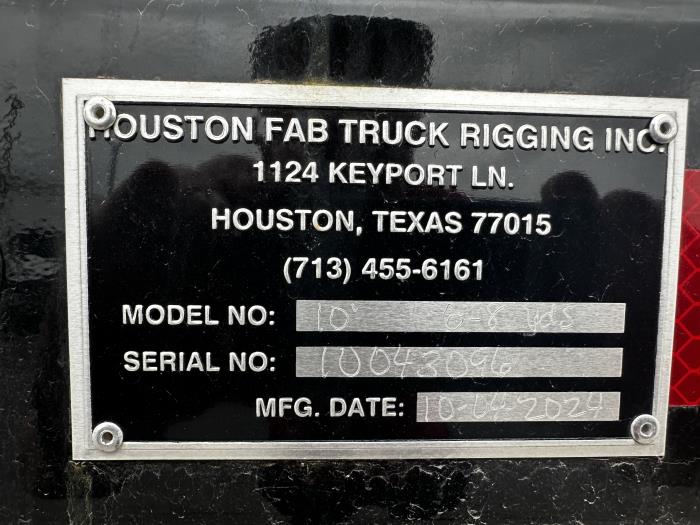 HOUSTON FAB TRUCK RIGGING INC.
1124 KEYPORT LN.
HOUSTON, TEXAS 77015
(713) 455-6161
MODEL NO: 10' 6-8 yds
SERIAL NO: 10043096
MFG. DATE: 10-04-2024